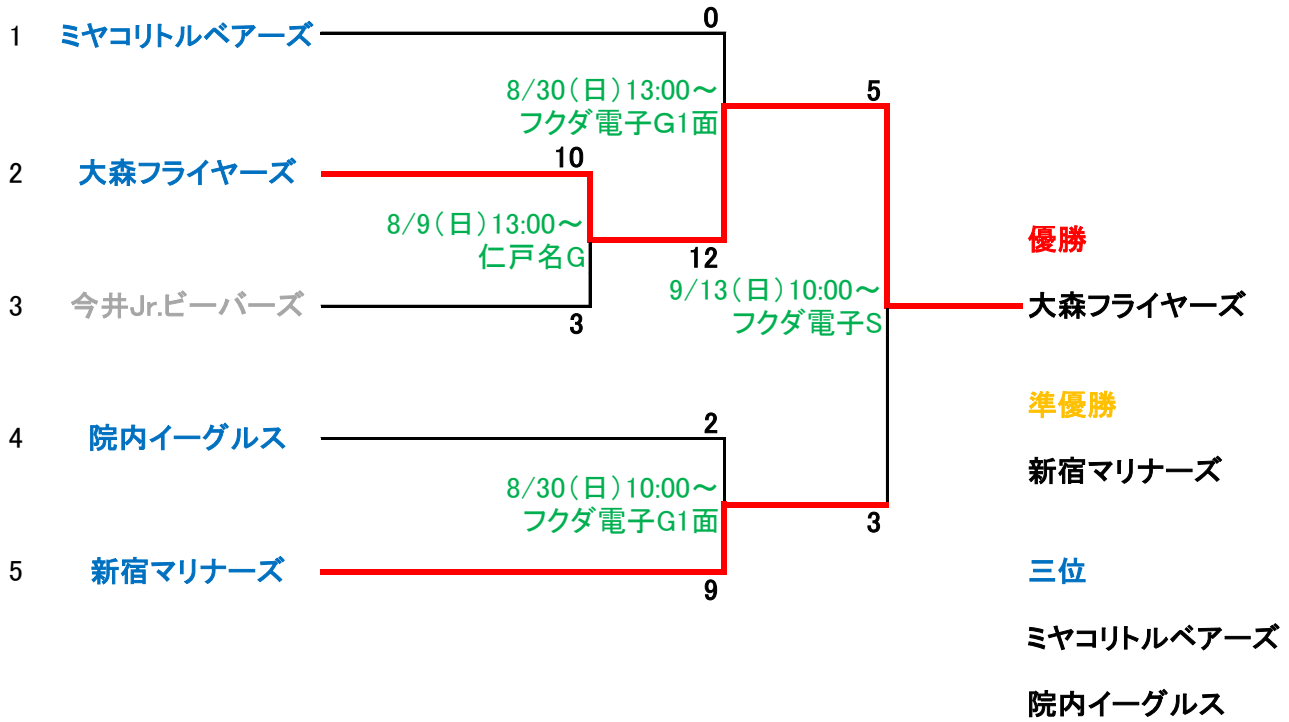 0
1 ミヤコリトルベアーズ
8/30(日)13:00～
5
フクダ電子G1面
10
2 大森フライヤーズ
8/9(日)13:00～
優勝
仁戸名G
12
9/13(日)10:00～
3 今井Jr.ビーバーズ
大森フライヤーズ
3
フクダ電子S
準優勝
2
4 院内イーグルス
新宿マリナーズ
8/30(日)10:00～
フクダ電子G1面
3
5 新宿マリナーズ
三位
9
ミヤコリトルベアーズ
院内イーグルス